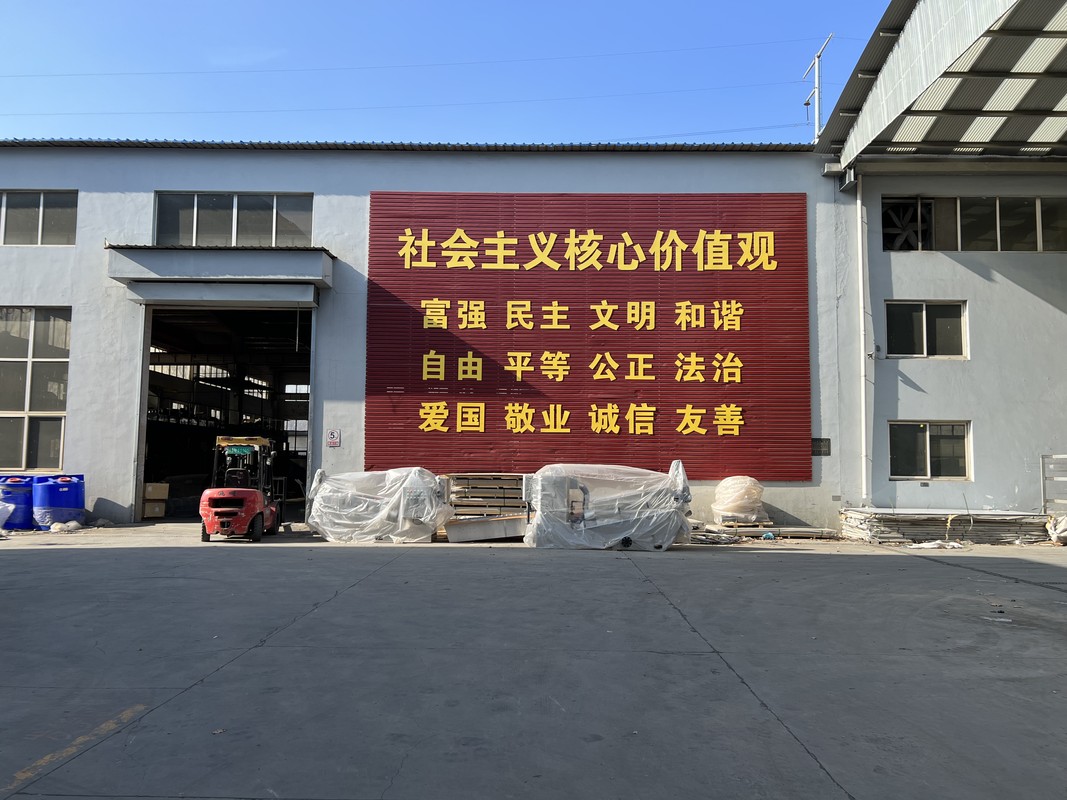 社会主义核心价值观
富强 民主 文明 和谐
自由 平等 公正 法治
爱国 敬业 诚信 友善
5